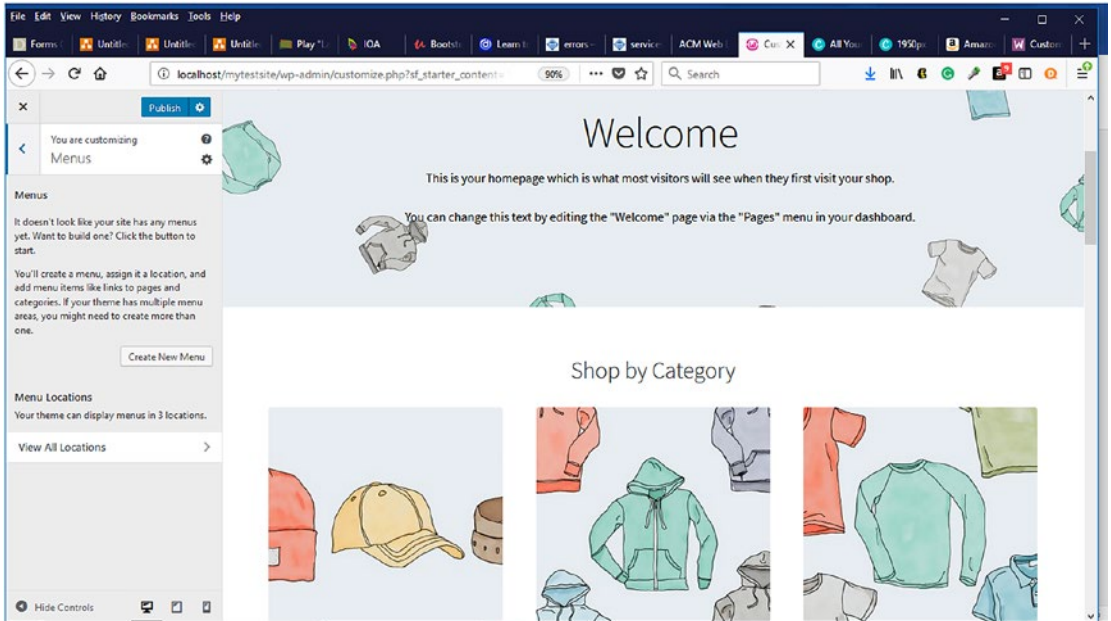 File Edit View History Bookmarks Tools Help
Forms Untitle Untitle Untitle Play IOA Bootst Learn errors service ACM Web Cus All You 1950p Amazo Custom
localhost/mytestsite/wp-admin/customize.php?sf_starter_content= 90% Search
Publish
You are customizing
Menus
Menus
It doesn't look like your site has any menus
yet. Want to build one? Click the button to
start.
You'll create a menu, assign it a location, and
add menu items like links to pages and
categories. If your theme has multiple menu
areas, you might need to create more than
one.
Create New Menu
Menu Locations
Your theme can display menus in 3 locations.
View All Locations
Hide Controls
Welcome
This is your homepage which is what most visitors will see when they first visit your shop.
You can change this text by editing the "Welcome" page via the "Pages" menu in your dashboard.
Shop by Category